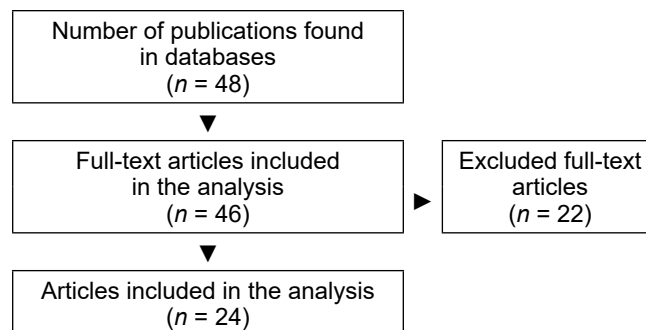 Number of publications found
in databases
(n = 48)
▼
Full-text articles included
in the analysis
(n = 46)
►
Excluded full-text
articles
(n = 22)
▼
Articles included in the analysis
(n = 24)